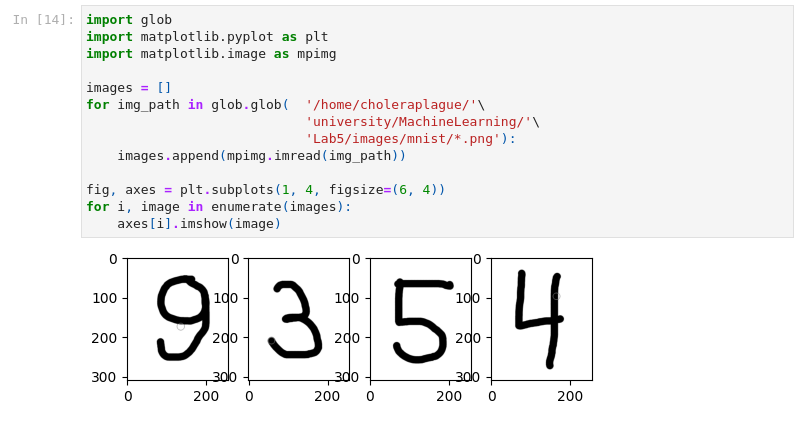 In [14]: import glob
import matplotlib.pyplot as plt
import matplotlib.image as mpimg
images = []
for img_path in glob.glob(  '/home/choleraplague/'\
                            'university/MachineLearning/'\
                            'Lab5/images/mnist/*.png'):
    images.append(mpimg.imread(img_path))
fig, axes = plt.subplots(1, 4, figsize=(6, 4))
for i, image in enumerate(images):
    axes[i].imshow(image)
0 0 0 0
9 3 5 4
100 100 100 100
200 200 200 200
300 300 300 300
0 200 0 200 0 200 0 200